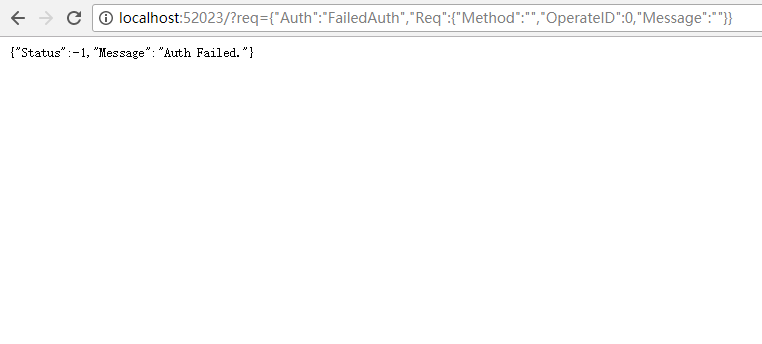 localhost:52023/?req={"Auth":"FailedAuth","Req":{"Method":"","OperateID":0,"Message":""}}
{"Status":-1,"Message":"Auth Failed."}